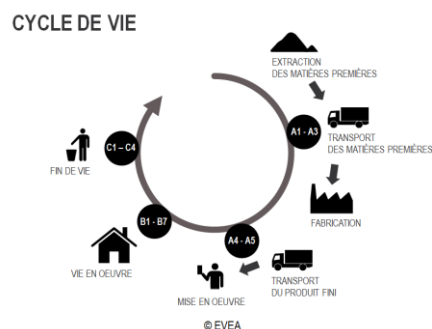 CYCLE DE VIE
EXTRACTION
DES MATIÈRES PREMIÈRES
A1 - A3
TRANSPORT
DES MATIÈRES PREMIÈRES
FABRICATION
A4 - A5
TRANSPORT
DU PRODUIT FINI
MISE EN OEUVRE
B1 - B7
VIE EN OEUVRE
C1 – C4
FIN DE VIE
© EVEA